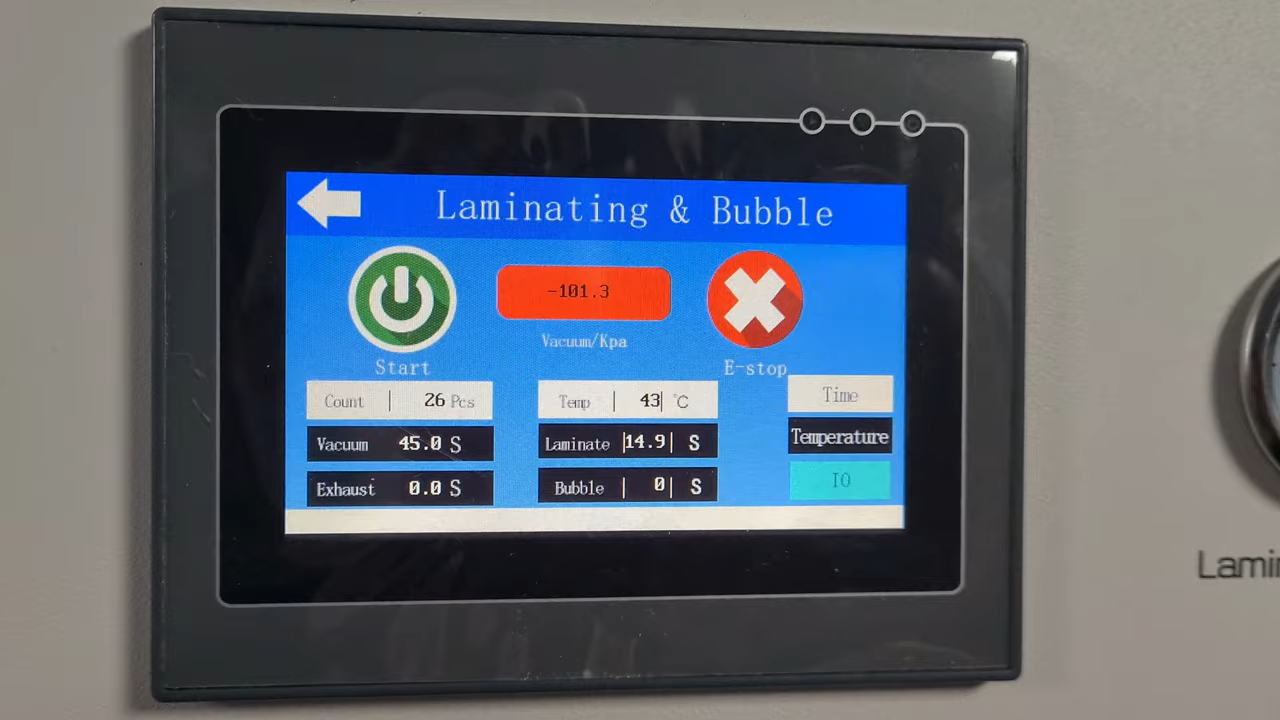 Laminating & Bubble
-101.3
Vacuum/Kpa
Start
E-stop
Count 26 Pcs
Temp 43 ℃
Time
Vacuum 45.0 S
Laminate 14.9 S
Temperature
Exhaust 0.0 S
Bubble 0 S
IO
Lami